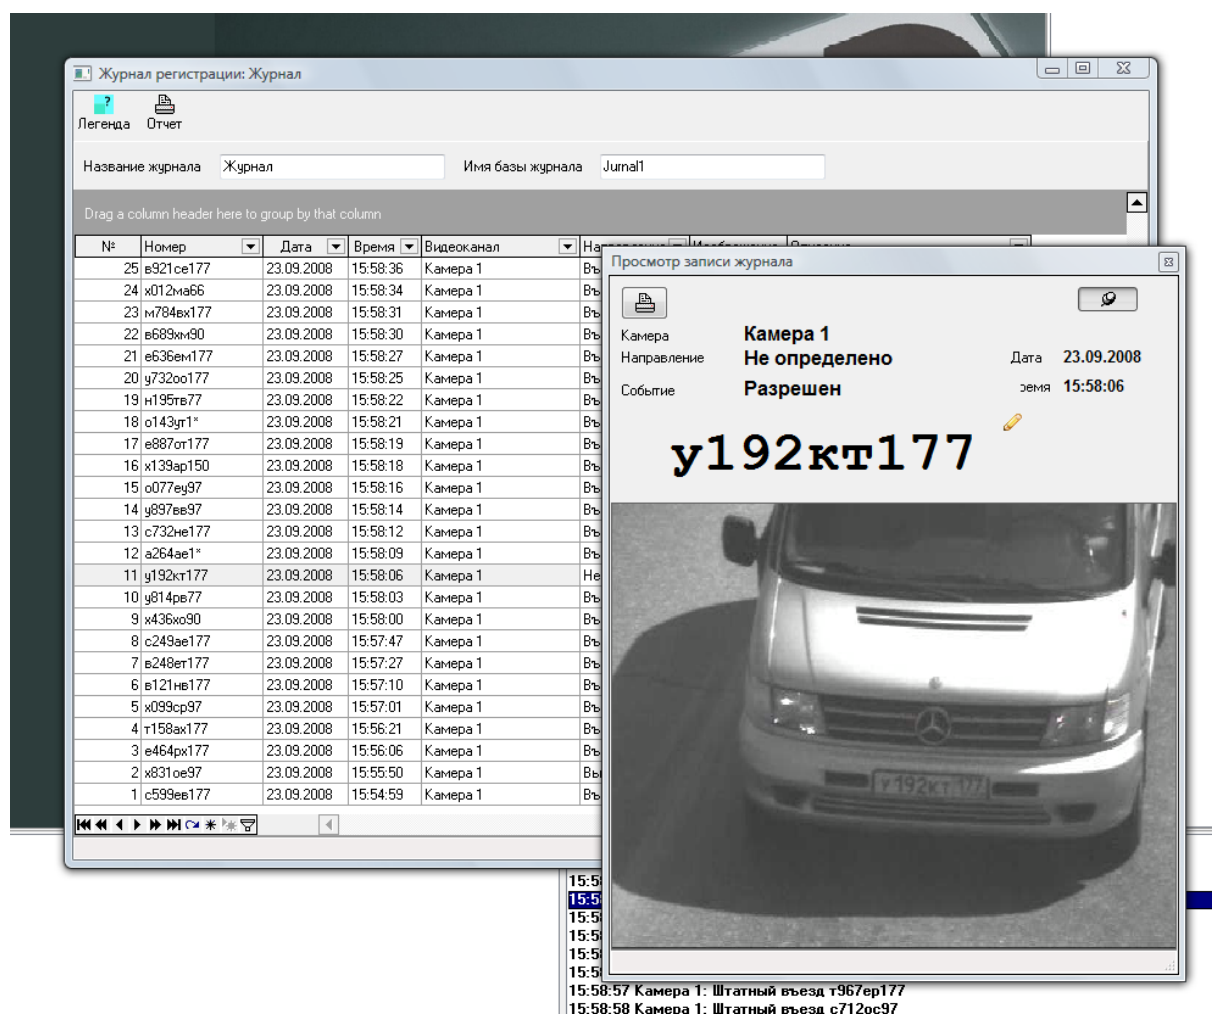 Журнал регистрации: Журнал
Легенда Отчет
Название журнала Журнал Имя базы журнала Jurnal1
Drag a column header here to group by that column
№ Номер Дата Время Видеоканал
25 в921се177 23.09.2008 15:58:36 Камера 1
24 х012ма66 23.09.2008 15:58:34 Камера 1
23 м784вх177 23.09.2008 15:58:31 Камера 1
22 в689хм90 23.09.2008 15:58:30 Камера 1
21 е636ем177 23.09.2008 15:58:27 Камера 1
20 у732оо177 23.09.2008 15:58:25 Камера 1
19 н195тв77 23.09.2008 15:58:22 Камера 1
18 о143ут1* 23.09.2008 15:58:21 Камера 1
17 е887от177 23.09.2008 15:58:19 Камера 1
16 х139ар150 23.09.2008 15:58:18 Камера 1
15 о077еу97 23.09.2008 15:58:16 Камера 1
14 у897вв97 23.09.2008 15:58:14 Камера 1
13 с732не177 23.09.2008 15:58:12 Камера 1
12 а264ае1* 23.09.2008 15:58:09 Камера 1
11 у192кт177 23.09.2008 15:58:06 Камера 1 Не
10 у814рв77 23.09.2008 15:58:03 Камера 1
9 х436хо90 23.09.2008 15:58:00 Камера 1
8 с249ае177 23.09.2008 15:57:47 Камера 1
7 в248ет177 23.09.2008 15:57:27 Камера 1
6 в121нв177 23.09.2008 15:57:10 Камера 1
5 х099ср97 23.09.2008 15:57:01 Камера 1
4 т158ах177 23.09.2008 15:56:21 Камера 1
3 е464рх177 23.09.2008 15:56:06 Камера 1
2 х831ое97 23.09.2008 15:55:50 Камера 1
1 с599ев177 23.09.2008 15:54:59 Камера 1
Просмотр записи журнала
Камера Камера 1
Направление Не определено Дата 23.09.2008
Событие Разрешен ремя 15:58:06
у192кт177
у192кт 177
15:58:57 Камера 1: Штатный въезд т967ер177
15:58:58 Камера 1: Штатный въезд с712ос97